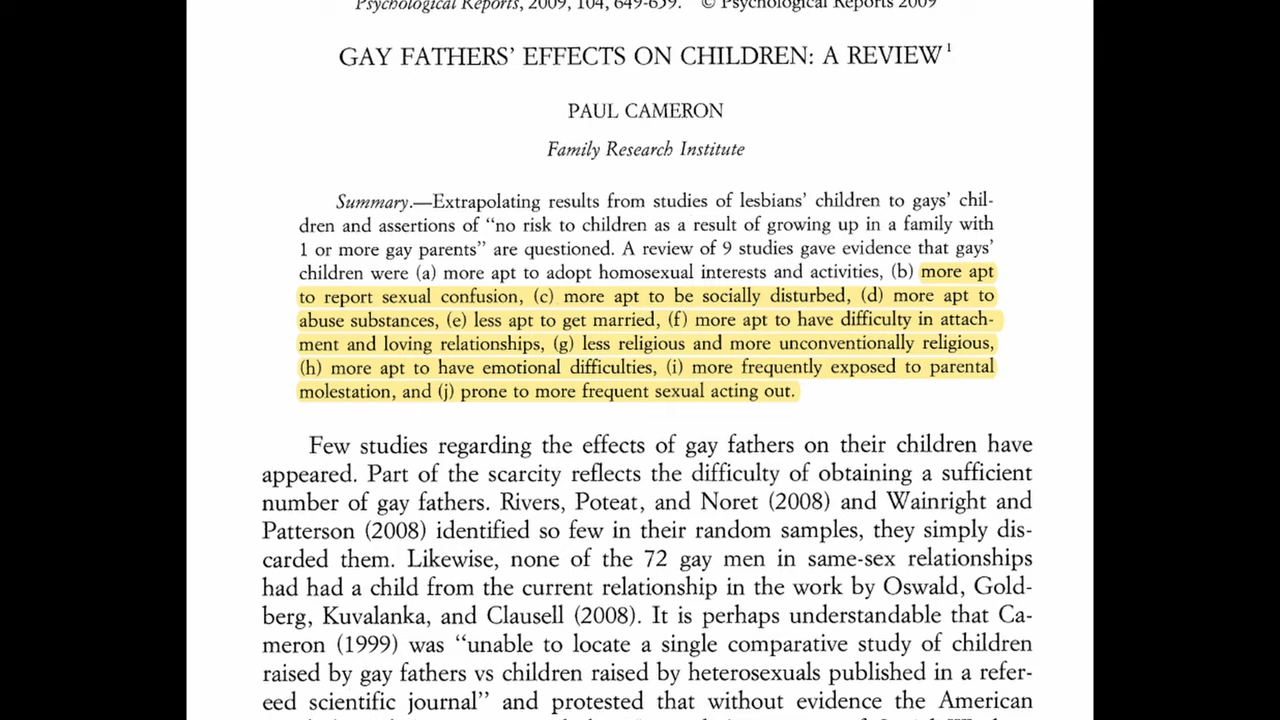 Psychological Reports, 2009, 104, 649-659. © Psychological Reports 2009
GAY FATHERS' EFFECTS ON CHILDREN: A REVIEW¹
PAUL CAMERON
Family Research Institute
Summary.—Extrapolating results from studies of lesbians' children to gays' chil-
dren and assertions of "no risk to children as a result of growing up in a family with
1 or more gay parents" are questioned. A review of 9 studies gave evidence that gays'
children were (a) more apt to adopt homosexual interests and activities, (b) more apt
to report sexual confusion, (c) more apt to be socially disturbed, (d) more apt to
abuse substances, (e) less apt to get married, (f) more apt to have difficulty in attach-
ment and loving relationships, (g) less religious and more unconventionally religious,
(h) more apt to have emotional difficulties, (i) more frequently exposed to parental
molestation, and (j) prone to more frequent sexual acting out.
Few studies regarding the effects of gay fathers on their children have
appeared. Part of the scarcity reflects the difficulty of obtaining a sufficient
number of gay fathers. Rivers, Poteat, and Noret (2008) and Wainright and
Patterson (2008) identified so few in their random samples, they simply dis-
carded them. Likewise, none of the 72 gay men in same-sex relationships
had had a child from the current relationship in the work by Oswald, Gold-
berg, Kuvalanka, and Clausell (2008). It is perhaps understandable that Ca-
meron (1999) was "unable to locate a single comparative study of children
raised by gay fathers vs children raised by heterosexuals published in a refer-
eed scientific journal" and protested that without evidence the American